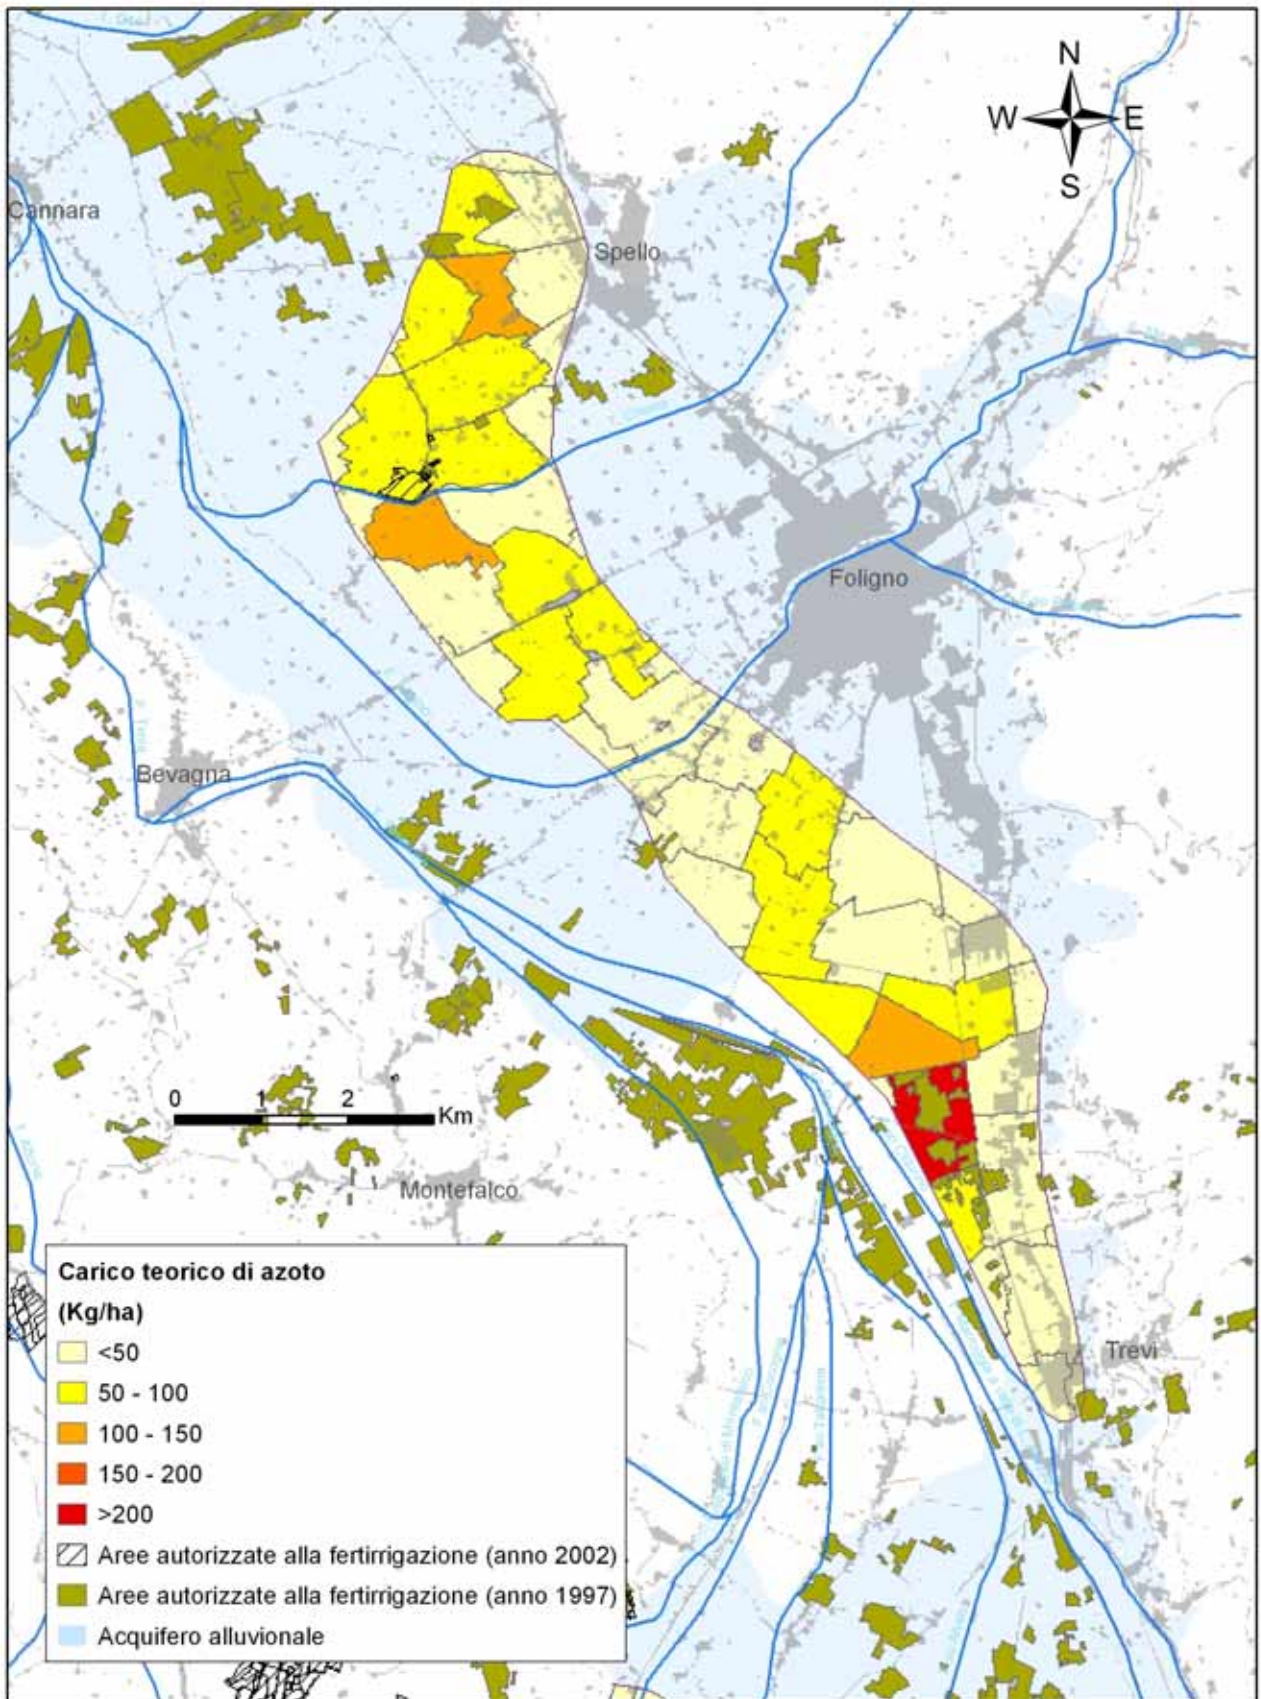 N
W E
S
Cannara
Spello
Foligno
Bevagna
0 1 2 Km
Montefalco
Trevi
Carico teorico di azoto
(Kg/ha)
<50
50 - 100
100 - 150
150 - 200
>200
Aree autorizzate alla fertirrigazione (anno 2002)
Aree autorizzate alla fertirrigazione (anno 1997)
Acquifero alluvionale